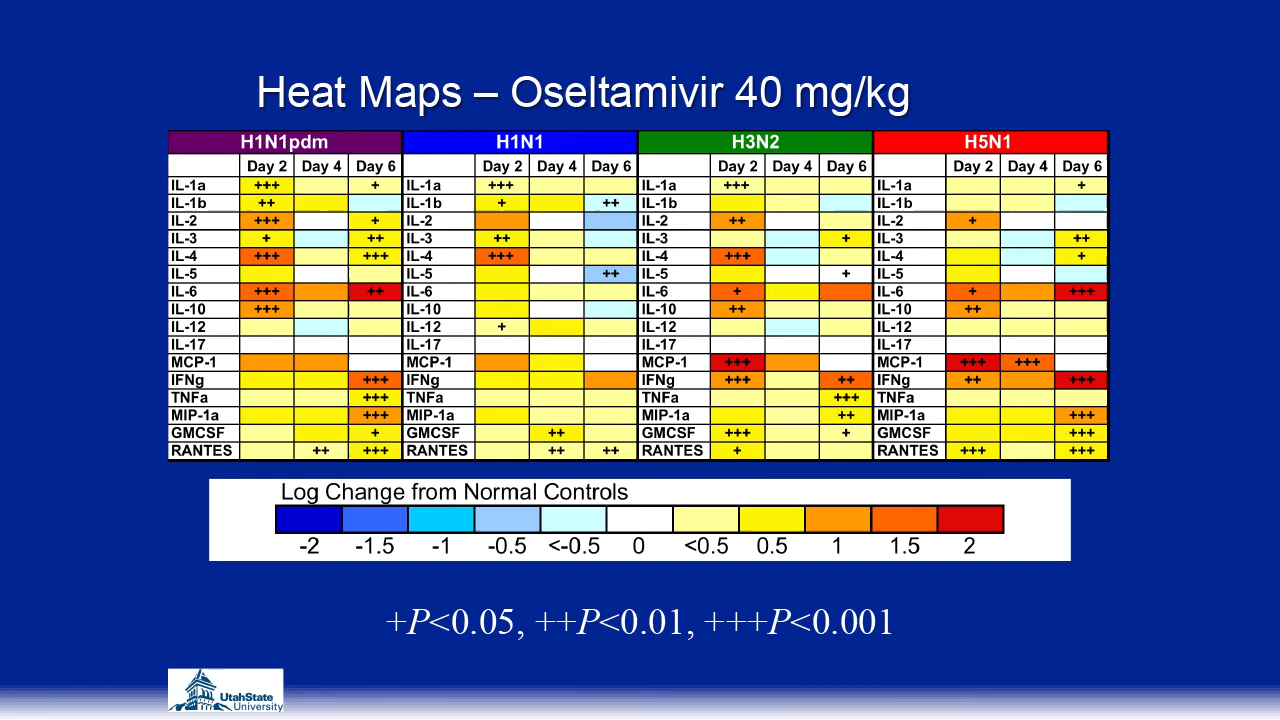 Heat Maps – Oseltamivir 40 mg/kg
H1N1pdm H1N1 H3N2 H5N1
Day 2 Day 4 Day 6 Day 2 Day 4 Day 6 Day 2 Day 4 Day 6 Day 2 Day 4 Day 6
IL-1a +++ + IL-1a +++ IL-1a +++ IL-1a +
IL-1b ++ IL-1b + ++ IL-1b IL-1b
IL-2 +++ + IL-2 IL-2 ++ IL-2 +
IL-3 + ++ IL-3 ++ IL-3 + IL-3 ++
IL-4 +++ +++ IL-4 +++ IL-4 +++ IL-4 +
IL-5 IL-5 ++ IL-5 + IL-5
IL-6 +++ ++ IL-6 IL-6 + IL-6 + +++
IL-10 +++ IL-10 IL-10 ++ IL-10 ++
IL-12 IL-12 + IL-12 IL-12
IL-17 IL-17 IL-17 IL-17
MCP-1 MCP-1 MCP-1 +++ MCP-1 +++ +++
IFNg +++ IFNg IFNg +++ ++ IFNg ++ +++
TNFa +++ TNFa TNFa +++ TNFa
MIP-1a +++ MIP-1a MIP-1a ++ MIP-1a +++
GMCSF + GMCSF ++ GMCSF +++ + GMCSF +++
RANTES ++ +++ RANTES ++ ++ RANTES + RANTES +++ +++
Log Change from Normal Controls
-2 -1.5 -1 -0.5 <-0.5 0 <0.5 0.5 1 1.5 2
+P<0.05, ++P<0.01, +++P<0.001
UtahState
University